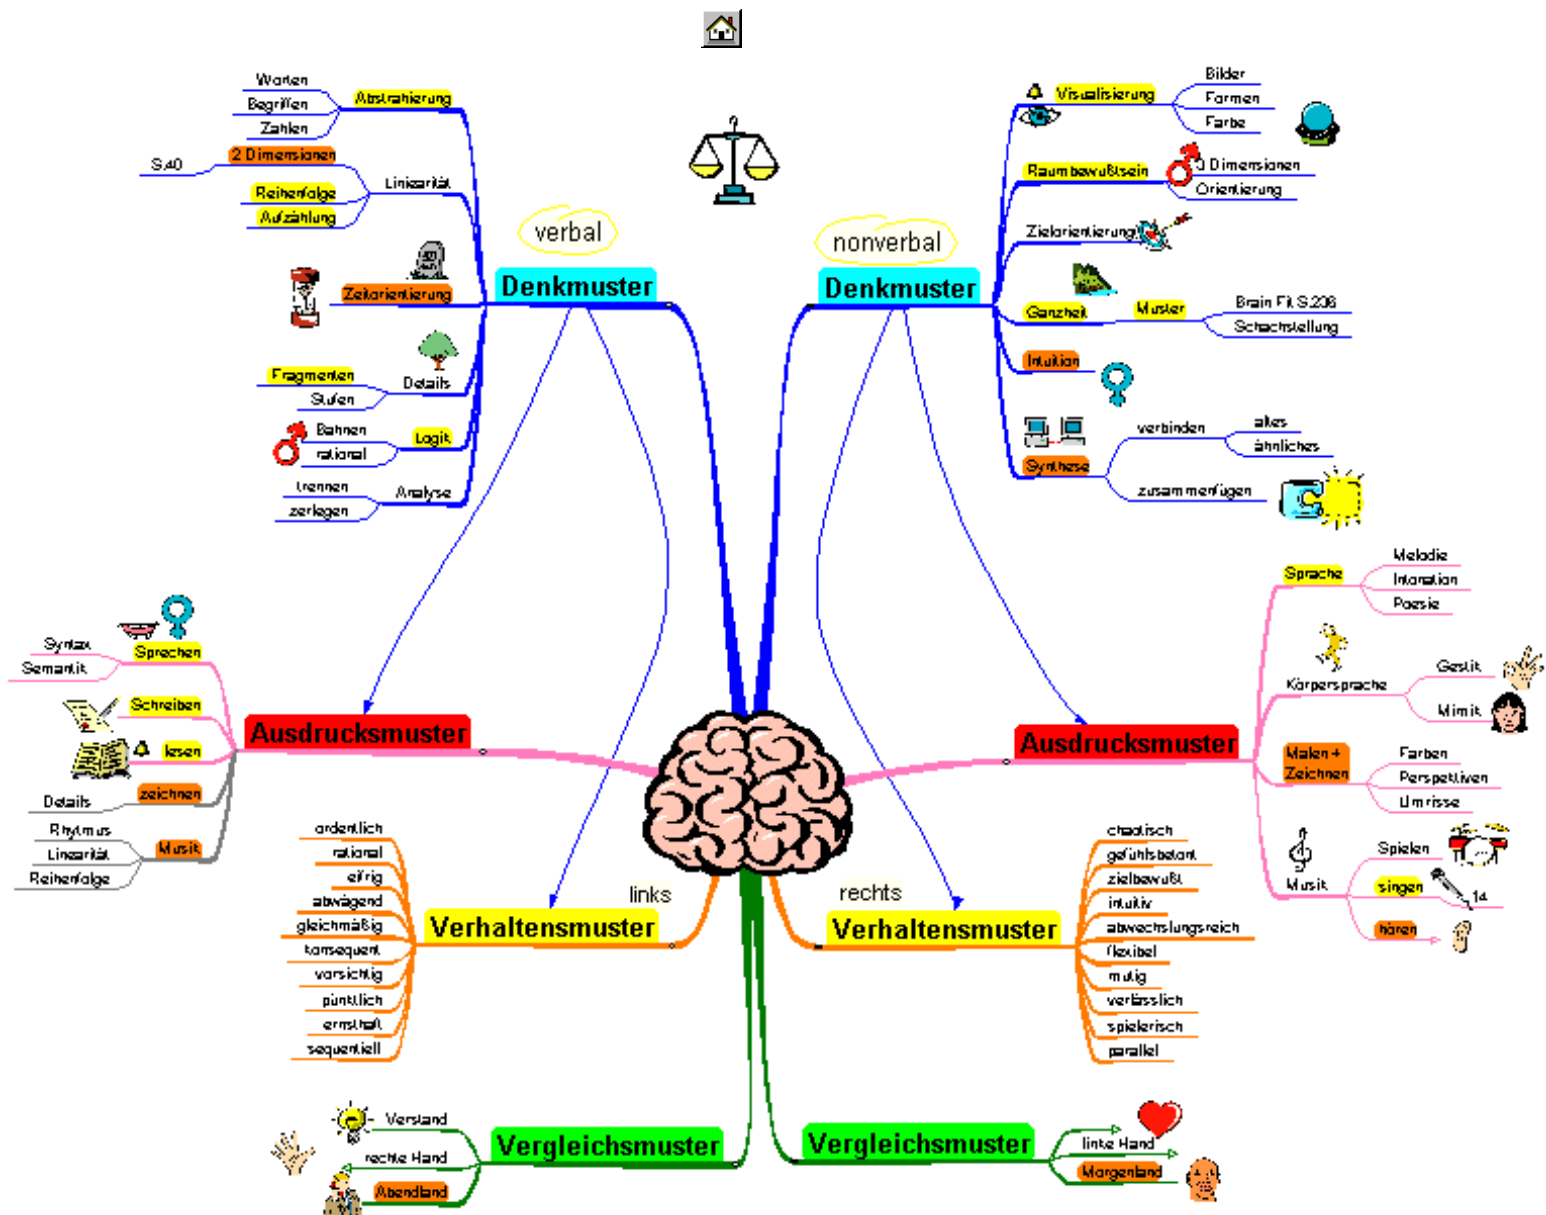 Worten
Begriffen
Zahlen
Abstrahierung
S.40
2 Dimensionen
Reihenfolge
Aufzählung
Liniearität
verbal
Denkmuster
Zeitorientierung
Fragmenten
Stufen
Details
Bahnen
rational
Logik
trennen
zerlegen
Analyse
nonverbal
Denkmuster
Visualisierung
Bilder
Formen
Farbe
Raumbewußtsein
3 Dimensionen
Orientierung
Zielorientierung
Ganzheit
Muster
Brain Fit S.236
Schachstellung
Intuition
Synthese
verbinden
altes
ähnliches
zusammenfügen
Syntax
Semantik
Sprechen
Schreiben
lesen
zeichnen
Details
Rhytmus
Linearität
Reihenfolge
Musik
Ausdrucksmuster
Ausdrucksmuster
Sprache
Melodie
Intonation
Poesie
Körpersprache
Gestik
Mimik
Malen +
Zeichnen
Farben
Perspektiven
Umrisse
Musik
Spielen
singen
14
hören
ordentlich
rational
eifrig
abwägend
gleichmäßig
konsequent
vorsichtig
pünktlich
ernsthaft
sequentiell
links
Verhaltensmuster
rechts
Verhaltensmuster
chaotisch
gefühlsbetont
zielbewußt
intuitiv
abwechslungsreich
flexibel
mutig
verlässlich
spielerisch
parallel
Verstand
rechte Hand
Abendland
Vergleichsmuster
Vergleichsmuster
linke Hand
Morgenland